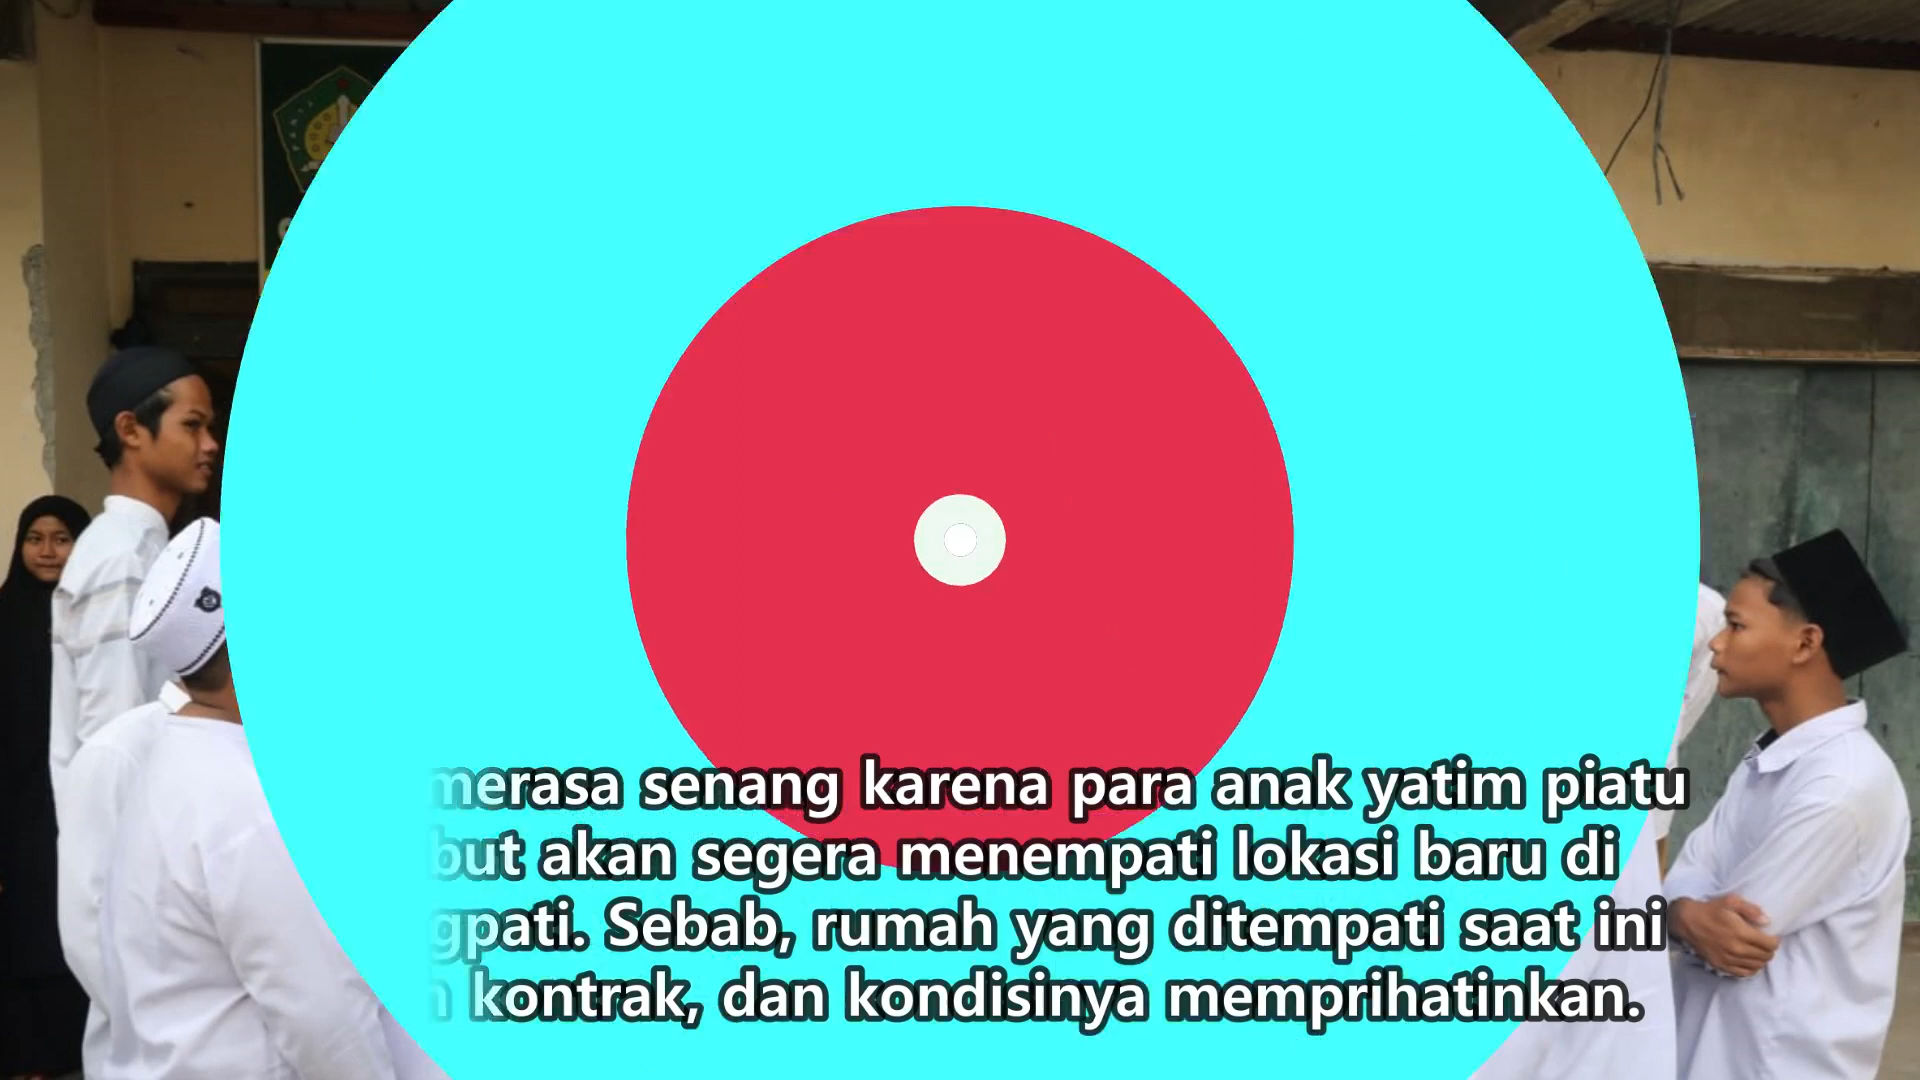 merasa senang karena para anak yatim piatu
but akan segera menempati lokasi baru di
gpati. Sebab, rumah yang ditempati saat ini
kontrak, dan kondisinya memprihatinkan.